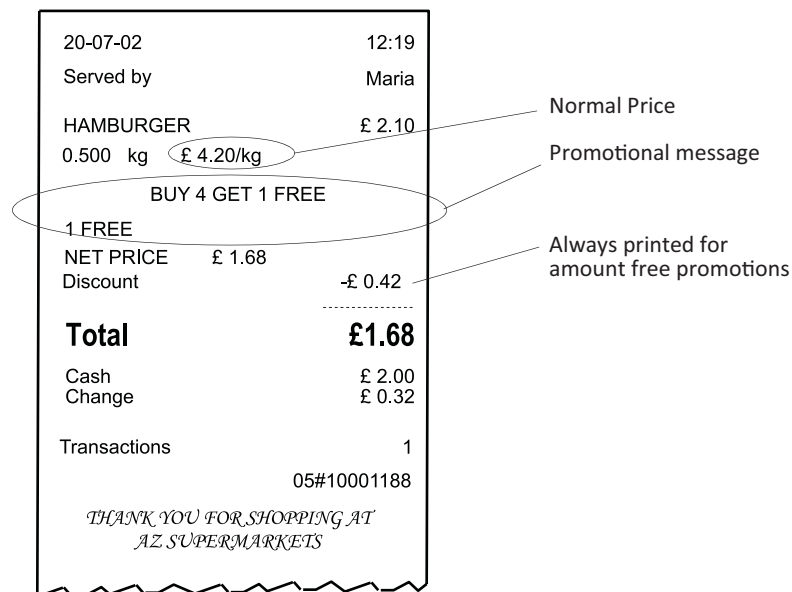 20-07-02 12:19
Served by Maria
HAMBURGER £ 2.10
0.500 kg £ 4.20/kg
BUY 4 GET 1 FREE
1 FREE
NET PRICE £ 1.68
Discount -£ 0.42
Total £1.68
Cash £ 2.00
Change £ 0.32
Transactions 1
05#10001188
THANK YOU FOR SHOPPING AT
AZ SUPERMARKETS
Normal Price
Promotional message
Always printed for
amount free promotions